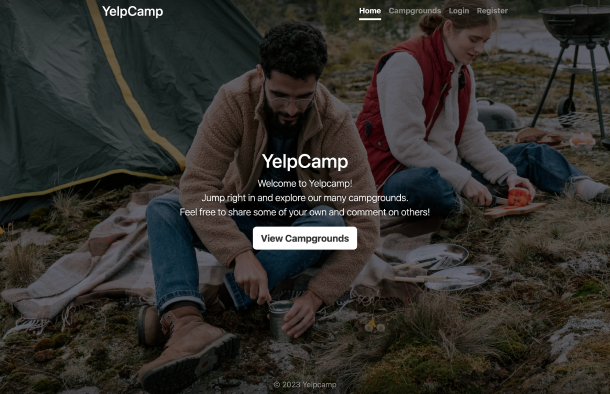 YelpCamp
Home Campgrounds Login Register
YelpCamp
Welcome to Yelpcamp!
Jump right in and explore our many campgrounds.
Feel free to share some of your own and comment on others!
View Campgrounds
© 2023 Yelpcamp